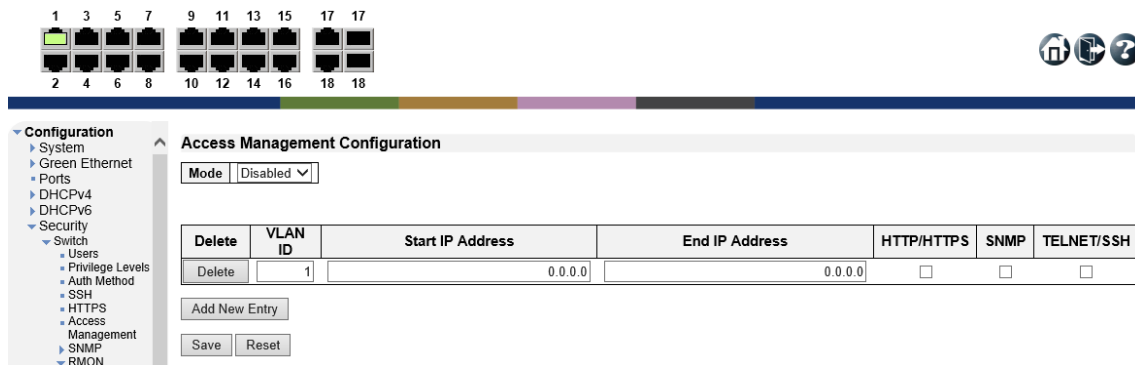 1 3 5 7 9 11 13 15 17 17
2 4 6 8 10 12 14 16 18 18
?
Configuration
System
Green Ethernet
Ports
DHCPv4
DHCPv6
Security
Switch
Users
Privilege Levels
Auth Method
SSH
HTTPS
Access
Management
SNMP
RMON
Access Management Configuration
Mode Disabled
Delete VLAN ID Start IP Address End IP Address HTTP/HTTPS SNMP TELNET/SSH
Delete 1 0.0.0.0 0.0.0.0
Add New Entry
Save Reset